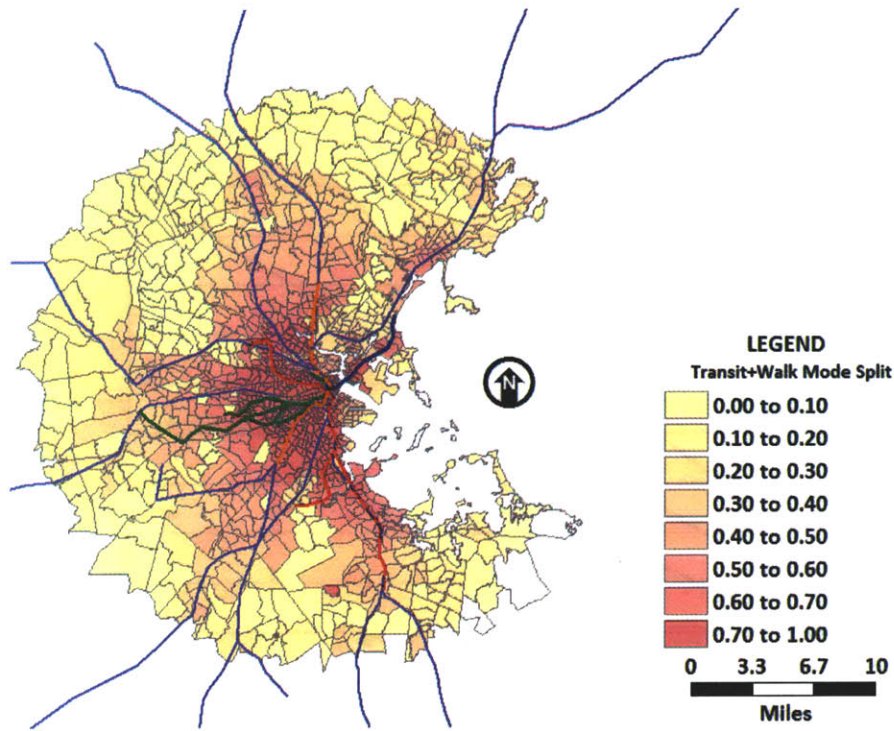 N
LEGEND
Transit+Walk Mode Split
0.00 to 0.10
0.10 to 0.20
0.20 to 0.30
0.30 to 0.40
0.40 to 0.50
0.50 to 0.60
0.60 to 0.70
0.70 to 1.00
0 3.3 6.7 10
Miles